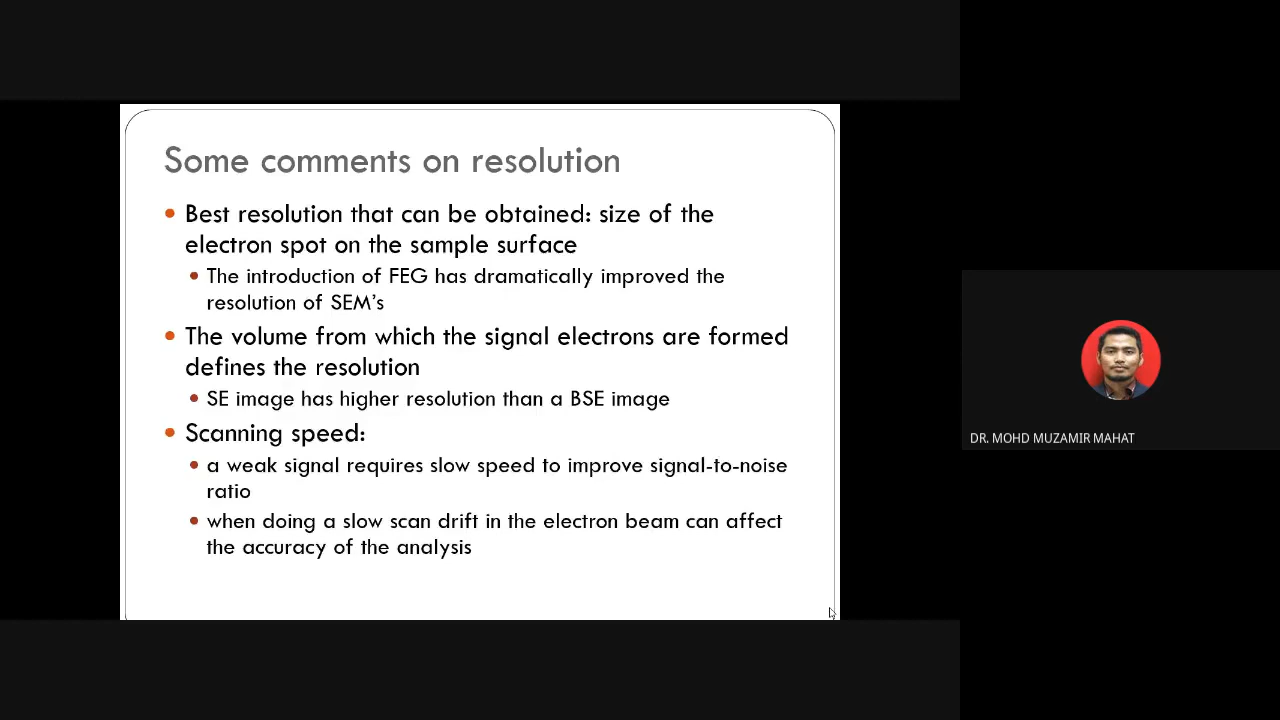 Some comments on resolution
• Best resolution that can be obtained: size of the
electron spot on the sample surface
• The introduction of FEG has dramatically improved the
resolution of SEM's
• The volume from which the signal electrons are formed
defines the resolution
• SE image has higher resolution than a BSE image
• Scanning speed:
• a weak signal requires slow speed to improve signal-to-noise
ratio
• when doing a slow scan drift in the electron beam can affect
the accuracy of the analysis
DR. MOHD MUZAMIR MAHAT